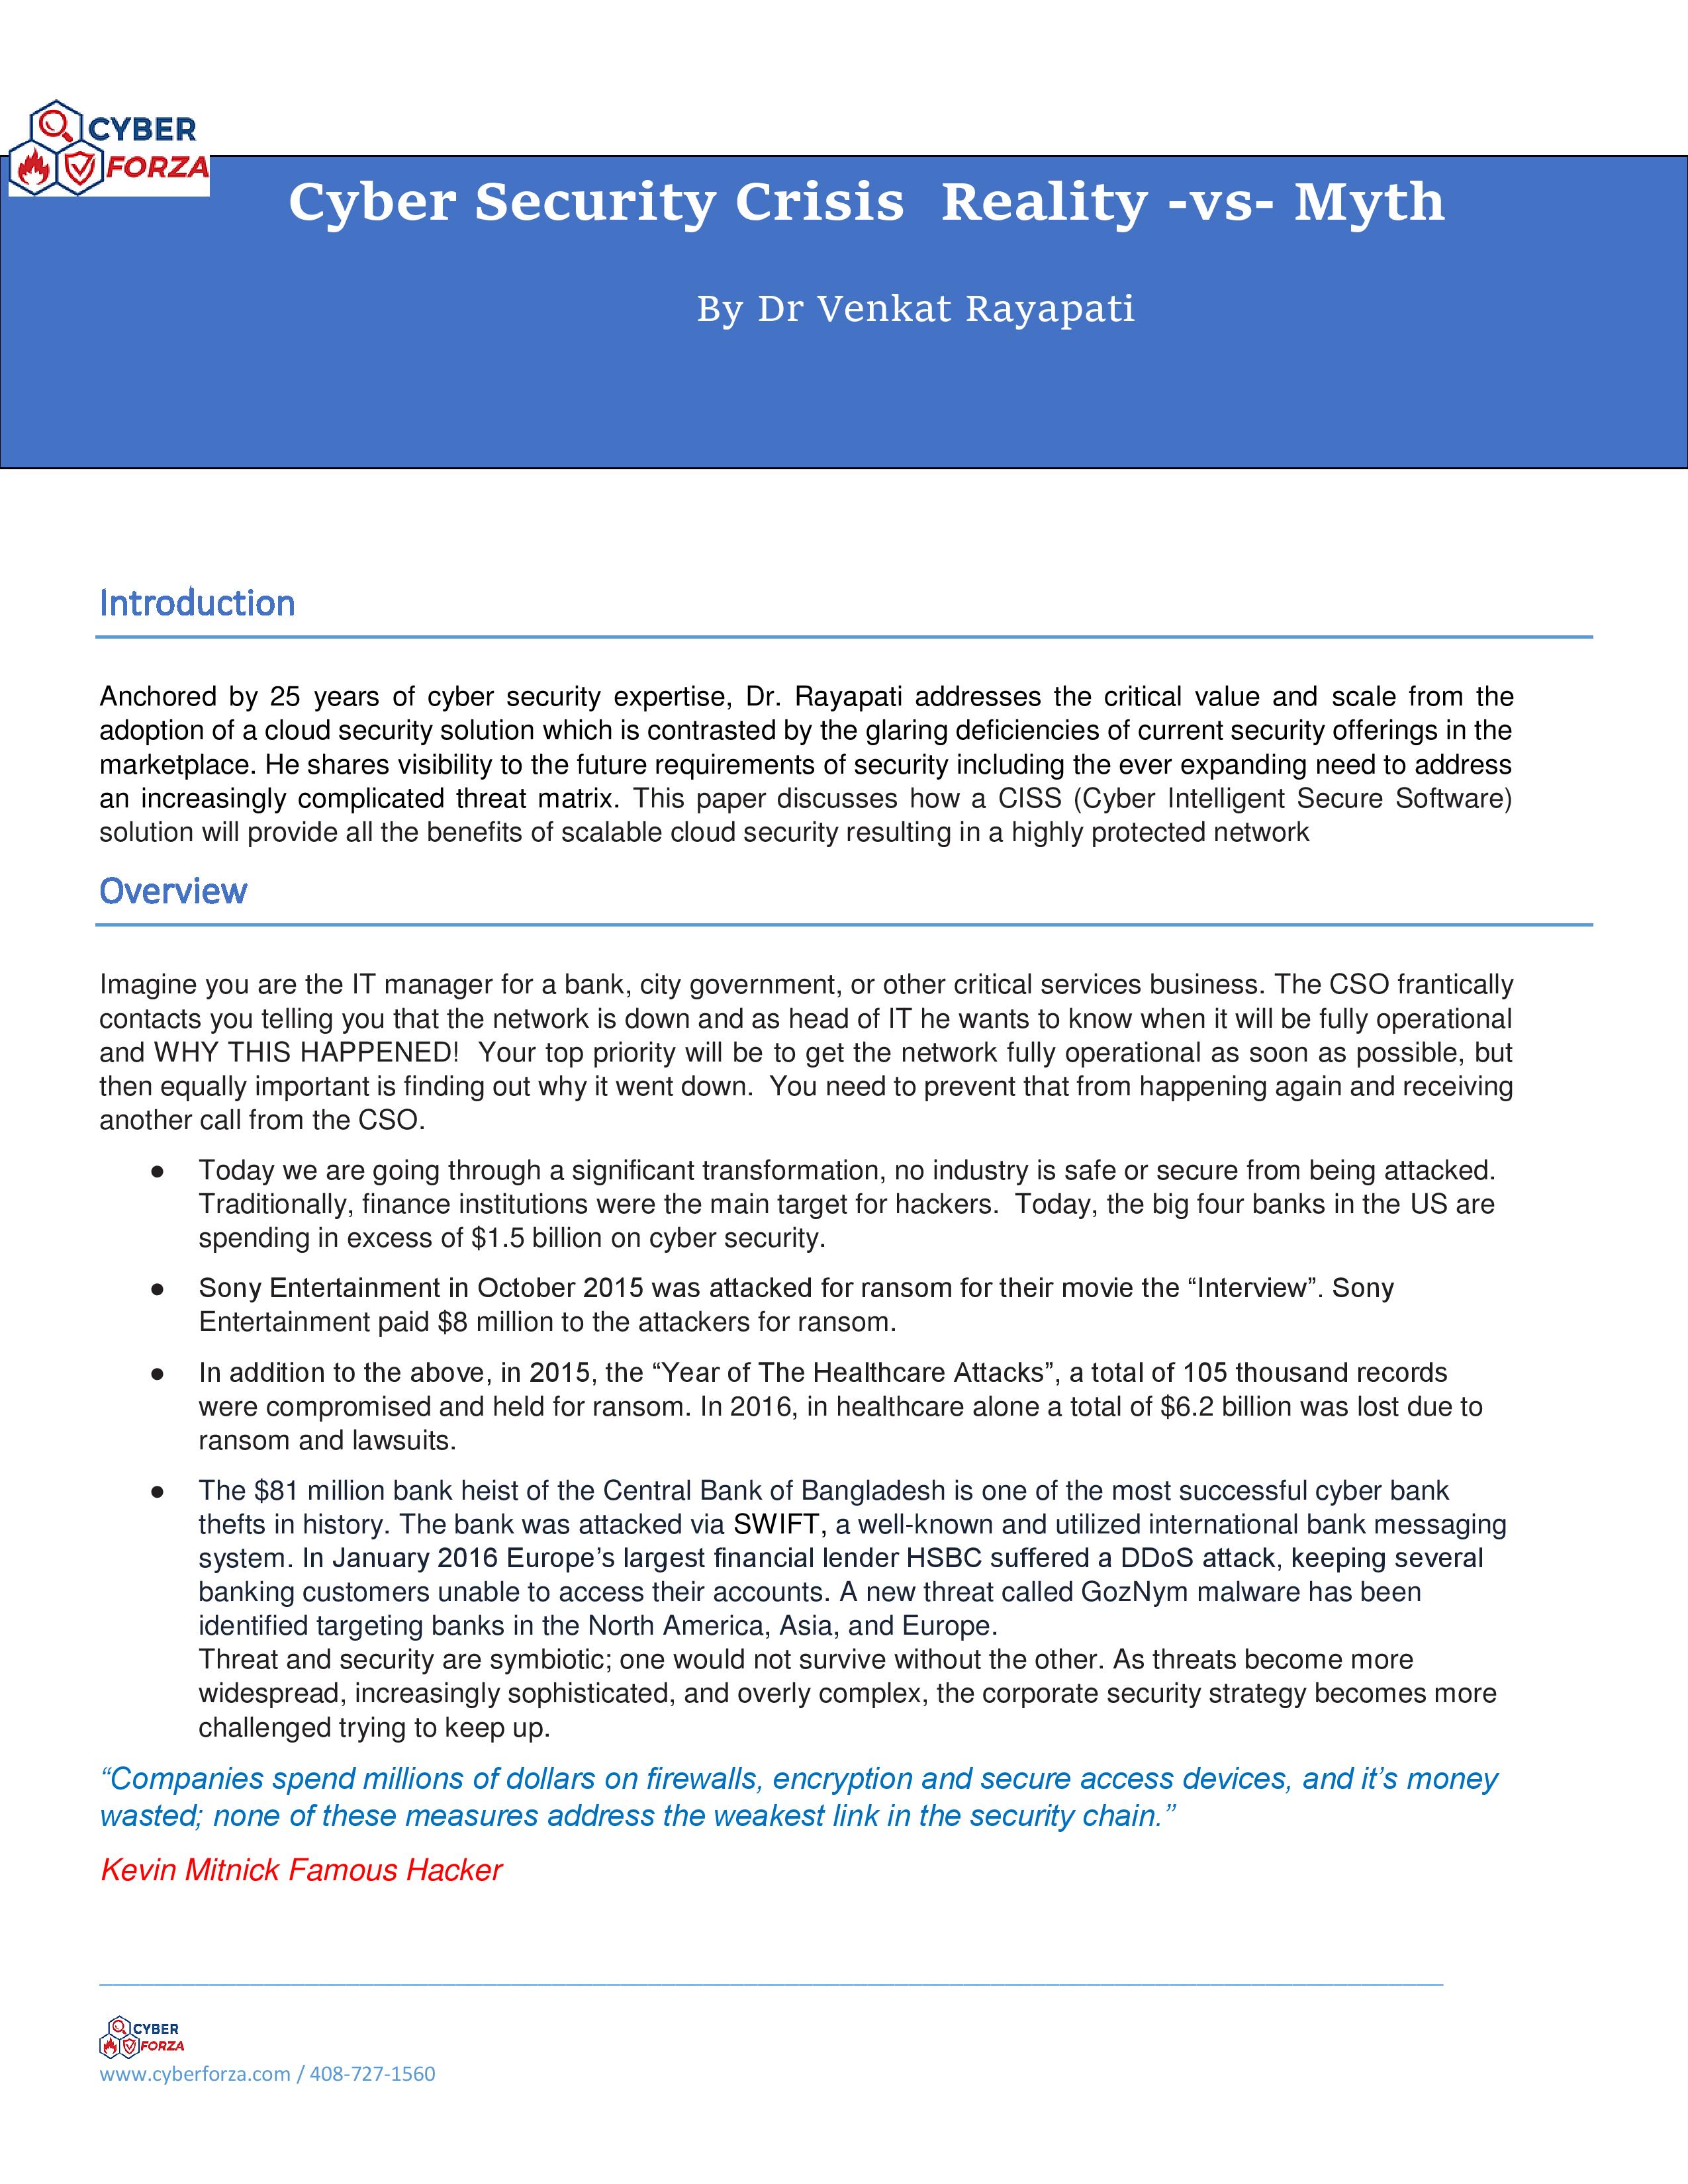 CYBER
FORZA
Cyber Security Crisis  Reality -vs- Myth
By Dr Venkat Rayapati
Introduction
Anchored by 25 years of cyber security expertise, Dr. Rayapati addresses the critical value and scale from the
adoption of a cloud security solution which is contrasted by the glaring deficiencies of current security offerings in the
marketplace. He shares visibility to the future requirements of security including the ever expanding need to address
an increasingly complicated threat matrix. This paper discusses how a CISS (Cyber Intelligent Secure Software)
solution will provide all the benefits of scalable cloud security resulting in a highly protected network
Overview
Imagine you are the IT manager for a bank, city government, or other critical services business. The CSO frantically
contacts you telling you that the network is down and as head of IT he wants to know when it will be fully operational
and WHY THIS HAPPENED!  Your top priority will be to get the network fully operational as soon as possible, but
then equally important is finding out why it went down.  You need to prevent that from happening again and receiving
another call from the CSO.
● Today we are going through a significant transformation, no industry is safe or secure from being attacked.
Traditionally, finance institutions were the main target for hackers.  Today, the big four banks in the US are
spending in excess of $1.5 billion on cyber security.
● Sony Entertainment in October 2015 was attacked for ransom for their movie the “Interview”. Sony
Entertainment paid $8 million to the attackers for ransom.
● In addition to the above, in 2015, the “Year of The Healthcare Attacks”, a total of 105 thousand records
were compromised and held for ransom. In 2016, in healthcare alone a total of $6.2 billion was lost due to
ransom and lawsuits.
● The $81 million bank heist of the Central Bank of Bangladesh is one of the most successful cyber bank
thefts in history. The bank was attacked via SWIFT, a well-known and utilized international bank messaging
system. In January 2016 Europe’s largest financial lender HSBC suffered a DDoS attack, keeping several
banking customers unable to access their accounts. A new threat called GozNym malware has been
identified targeting banks in the North America, Asia, and Europe.
Threat and security are symbiotic; one would not survive without the other. As threats become more
widespread, increasingly sophisticated, and overly complex, the corporate security strategy becomes more
challenged trying to keep up.
“Companies spend millions of dollars on firewalls, encryption and secure access devices, and it’s money
wasted; none of these measures address the weakest link in the security chain.”
Kevin Mitnick Famous Hacker
CYBER
FORZA
www.cyberforza.com / 408-727-1560